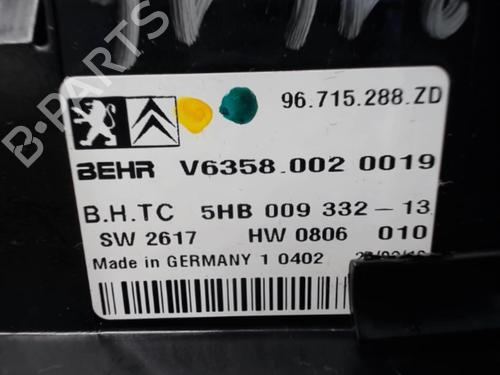 B-PARTS
96.715.288.ZD
BEHR V6358.002 0019
B.H.TC 5HB 009 332-13
SW 2617 HW 0806 010
Made in GERMANY 1 0402